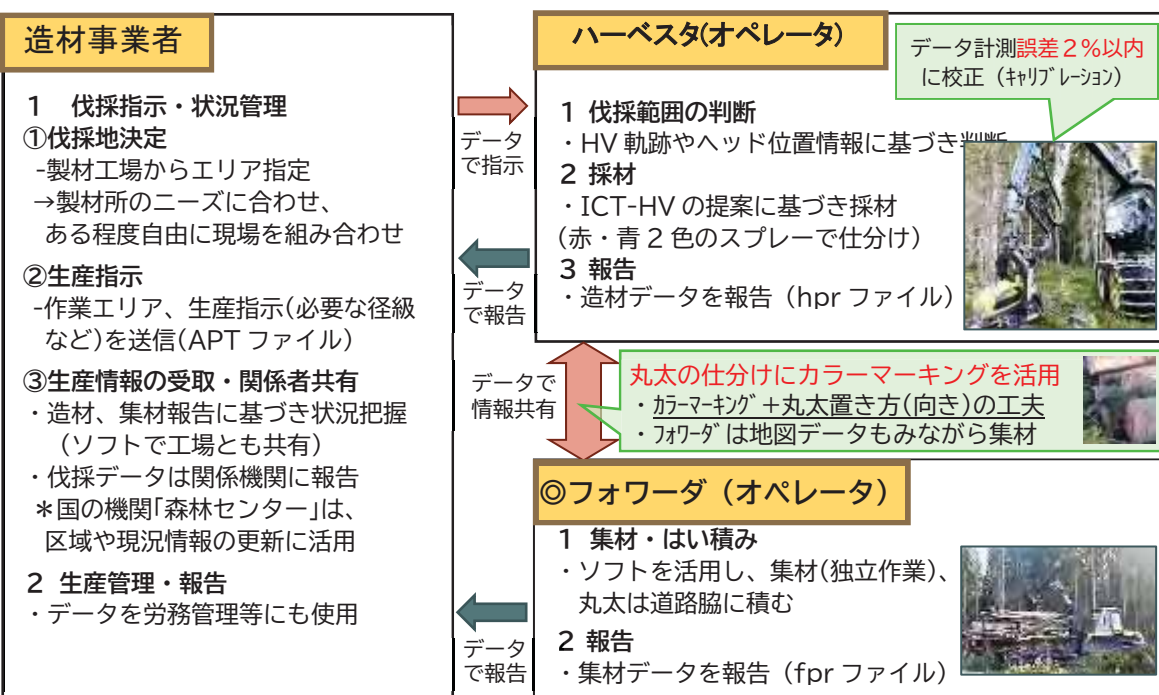 造材事業者
1　伐採指示・状況管理
①伐採地決定
-製材工場からエリア指定
→製材所のニーズに合わせ、
ある程度自由に現場を組み合わせ
②生産指示
-作業エリア、生産指示(必要な径級
など)を送信(APT ファイル)
③生産情報の受取・関係者共有
・造材、集材報告に基づき状況把握
（ソフトで工場とも共有）
・伐採データは関係機関に報告
＊国の機関「森林センター」は、
区域や現況情報の更新に活用
2 生産管理・報告
・データを労務管理等にも使用
データ
で指示
データ
で報告
データで
情報共有
データ
で報告
ハーベスタ(オペレータ)
データ計測誤差２％以内
に校正（ｷｬﾘﾌﾞﾚｰｼｮﾝ）
1 伐採範囲の判断
・HV 軌跡やヘッド位置情報に基づき判断
2 採材
・ICT-HV の提案に基づき採材
(赤・青 2 色のスプレーで仕分け）
3 報告
・造材データを報告（hpr ファイル）
丸太の仕分けにカラーマーキングを活用
・ｶﾗｰﾏｰｷﾝｸﾞ＋丸太置き方(向き)の工夫
・ﾌｫﾜｰﾀﾞは地図データもみながら集材
◎フォワーダ（オペレータ）
1 集材・はい積み
・ソフトを活用し、集材(独立作業)、
丸太は道路脇に積む
2 報告
・集材データを報告（fpr ファイル）